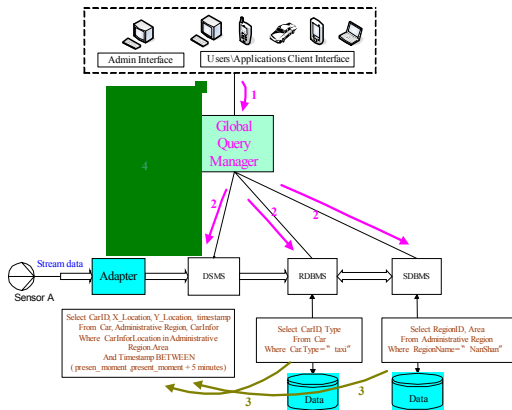 Admin Interface
Users\Applications Client Interface
1
Global
Query
Manager
4
2
2
2
Stream data
Adapter
DSMS
RDBMS
SDBMS
Sensor A
Select CarID, X_Location, Y_Location, timestamp
From Car, Administrative Region, CarInfor
Where CarInfor.Location in Administrative
Region.Area
And Timestamp BETWEEN
( presen_moment ,present_moment + 5 minutes)
Select CarID, Type
From Car
Where Car.Type=" taxi"
Select RegionID, Area
From Administrative Region
Where RegionName=" NanShan"
3
3
Data
Data